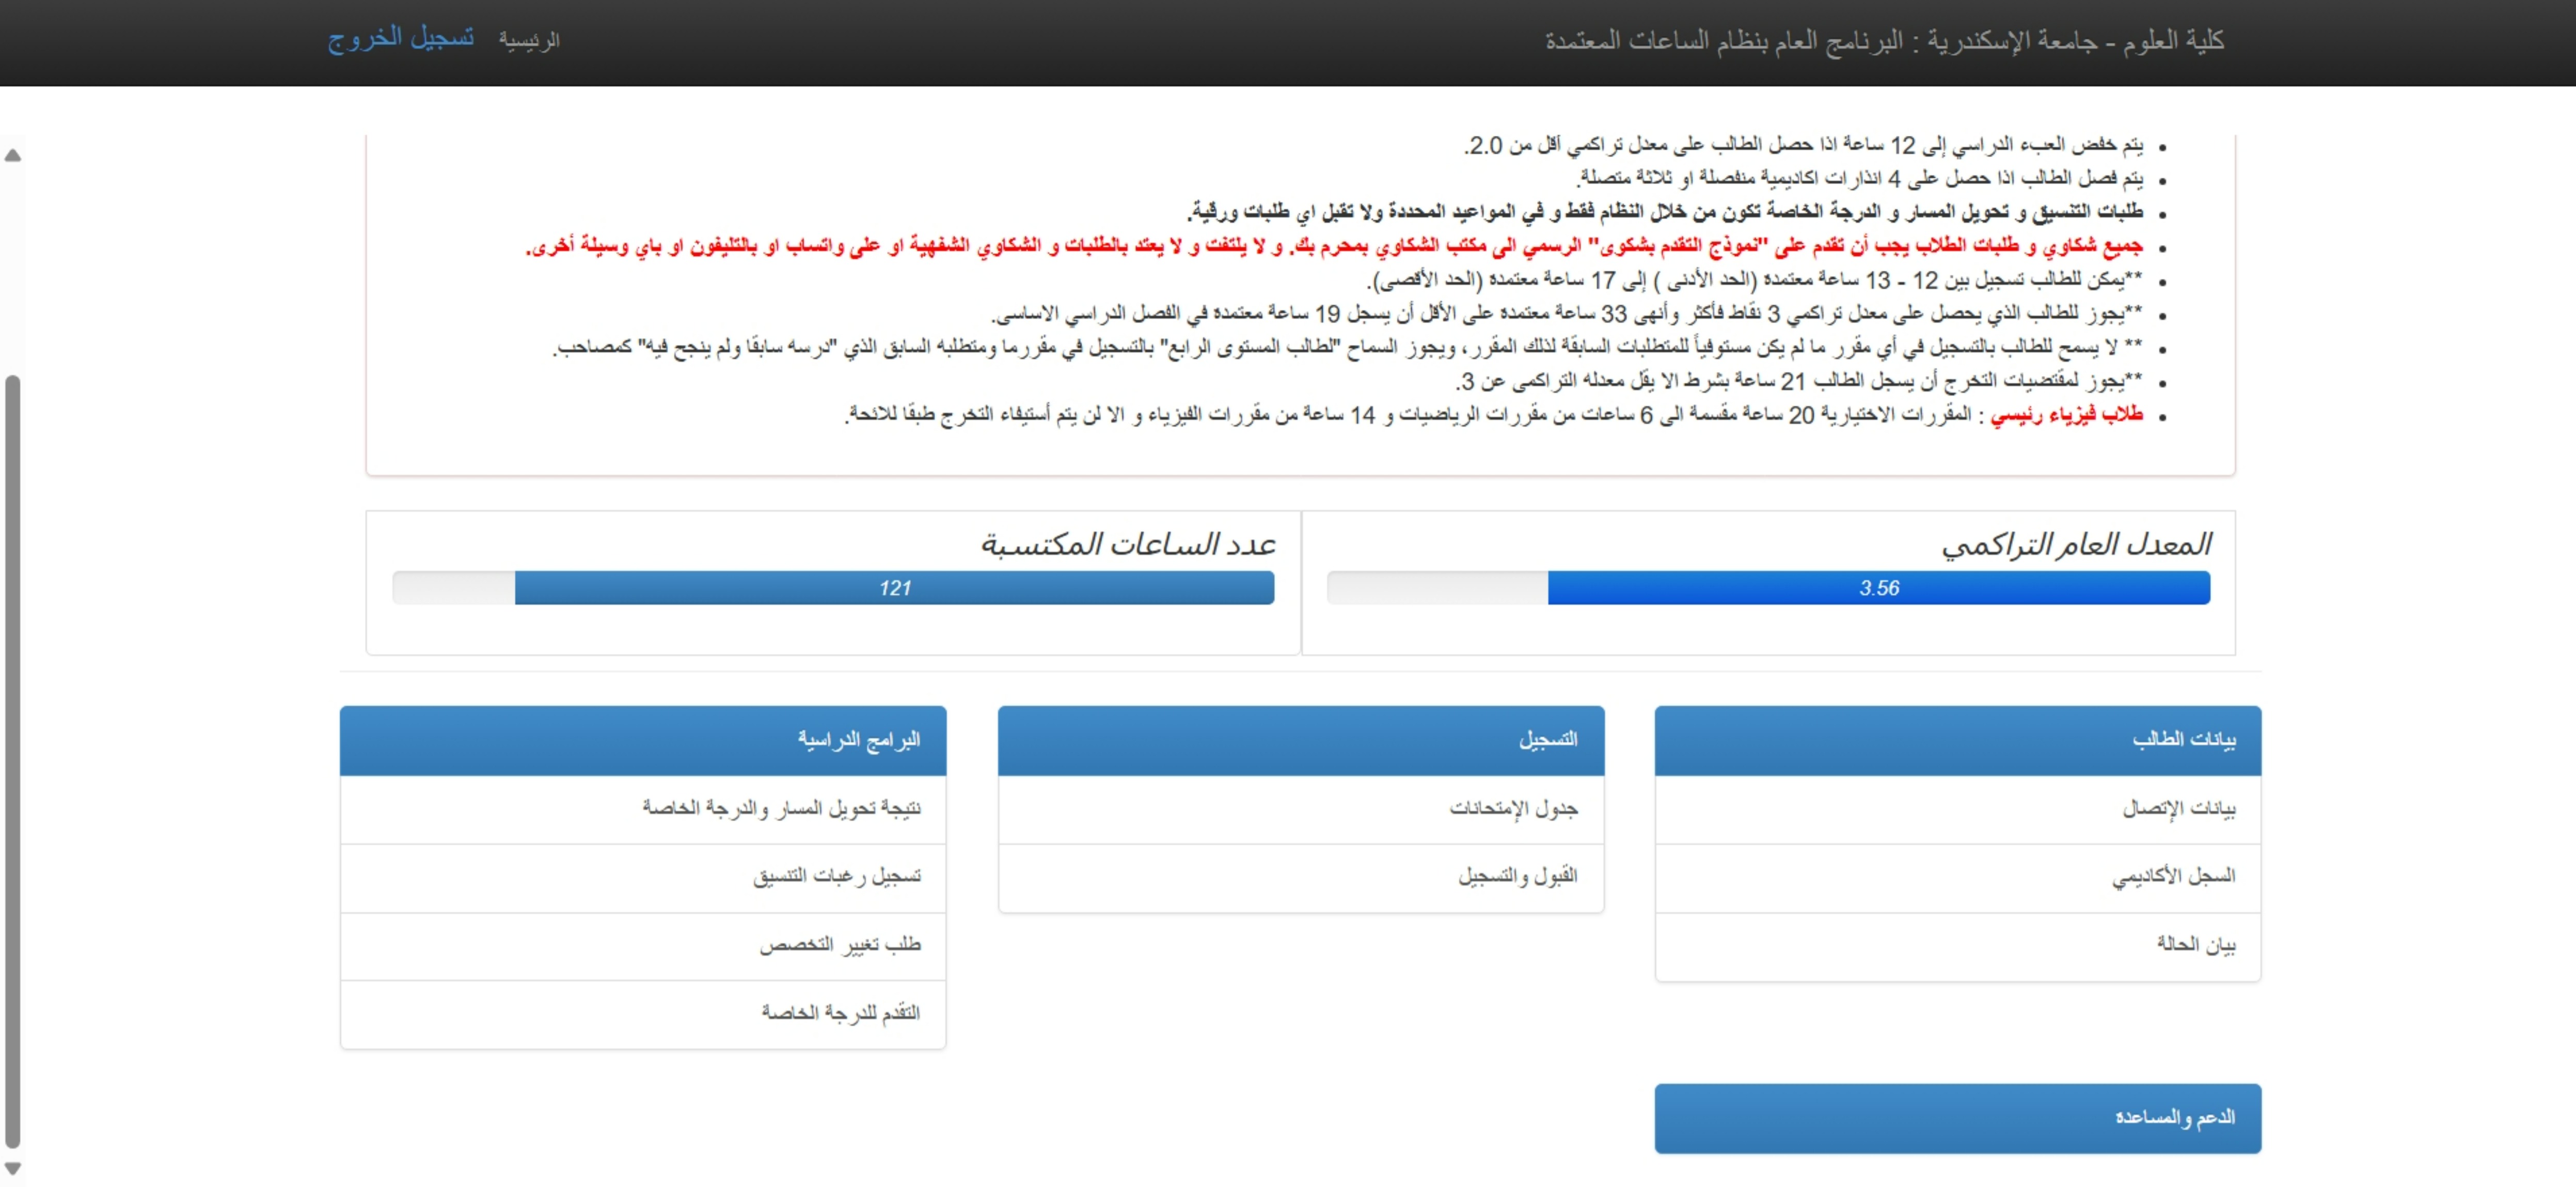 كلية العلوم - جامعة الإسكندرية : البرنامج العام بنظام الساعات المعتمدة
الرئيسية
تسجيل الخروج
يتم خفض العبء الدراسي إلى 12 ساعة اذا حصل الطالب على معدل تراكمي أقل من 2.0.
يتم فصل الطالب اذا حصل على 4 انذارات اكاديمية منفصلة او ثلاثة متصلة.
طلبات التنسيق و تحويل المسار و الدرجة الخاصة تكون من خلال النظام فقط و في المواعيد المحددة ولا تقبل اي طلبات ورقية.
جميع شكاوي و طلبات الطلاب يجب أن تقدم على "نموذج التقدم بشكوى" الرسمي الى مكتب الشكاوي بمحرم بك. و لا يلتفت و لا يعتد بالطلبات و الشكاوي الشفهية او على واتساب او بالتليفون او باي وسيلة أخرى.
**يمكن للطالب تسجيل بين 12 - 13 ساعة معتمدة (الحد الأدنى ) إلى 17 ساعة معتمدة (الحد الأقصى).
**يجوز للطالب الذي يحصل على معدل تراكمي 3 نقاط فأكثر وأنهى 33 ساعة معتمدة على الأقل أن يسجل 19 ساعة معتمدة في الفصل الدراسي الاساسى.
** لا يسمح للطالب بالتسجيل في أي مقرر ما لم يكن مستوفياً للمتطلبات السابقة لذلك المقرر، ويجوز السماح "لطالب المستوى الرابع" بالتسجيل في مقررما ومتطلبه السابق الذي "درسه سابقا ولم ينجح فيه" كمصاحب.
**يجوز لمقتضيات التخرج أن يسجل الطالب 21 ساعة بشرط الا يقل معدله التراكمى عن 3.
طلاب فيزياء رئيسي : المقررات الاختيارية 20 ساعة مقسمة الى 6 ساعات من مقررات الرياضيات و 14 ساعة من مقررات الفيزياء و الا لن يتم أستيفاء التخرج طبقا للائحة.
المعدل العام التراكمي
3.56
عدد الساعات المكتسبة
121
بيانات الطالب
بيانات الإتصال
السجل الأكاديمي
بيان الحالة
التسجيل
جدول الإمتحانات
القبول والتسجيل
البرامج الدراسية
نتيجة تحويل المسار والدرجة الخاصة
تسجيل رغبات التنسيق
طلب تغيير التخصص
التقدم للدرجة الخاصة
الدعم والمساعدة